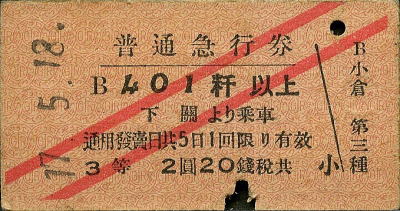 普通急行券
B 401 粁以上
下關より乗車
通用發賣日共5日1回限り有效
3等 2圓20錢税共
小
B小倉 第三種
17. 5. 18.